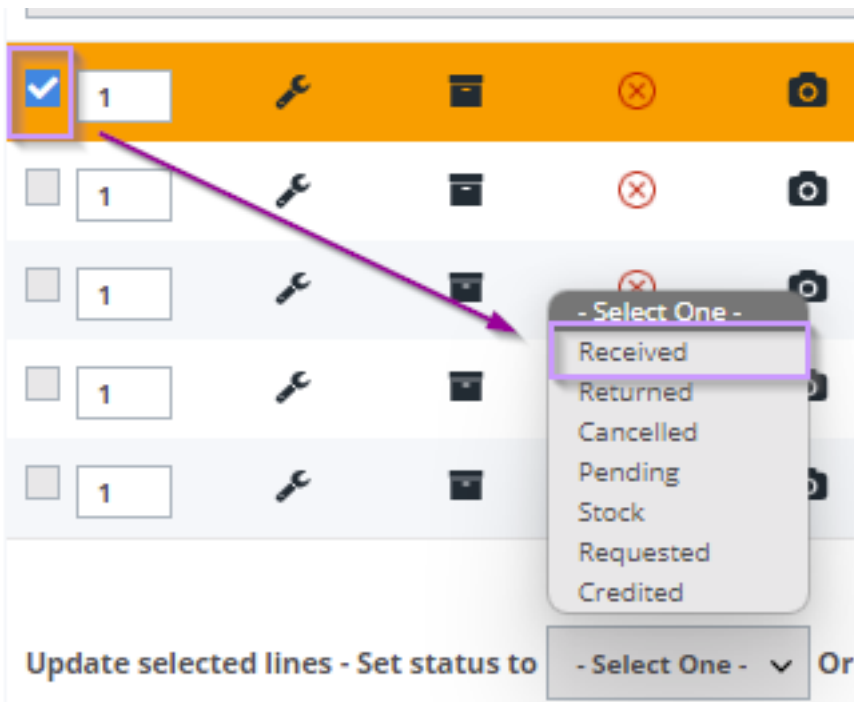 1
1
1
- Select One -
Received
1
Returned
Cancelled
Pending
1
Stock
Requested
Credited
Update selected lines - Set status to - Select One - Or